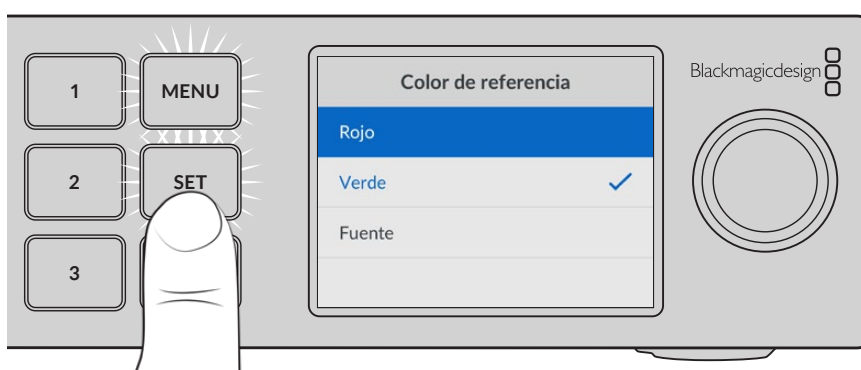 1
MENU
Color de referencia
Blackmagicdesign
Rojo
2
SET
Verde
Fuente
3